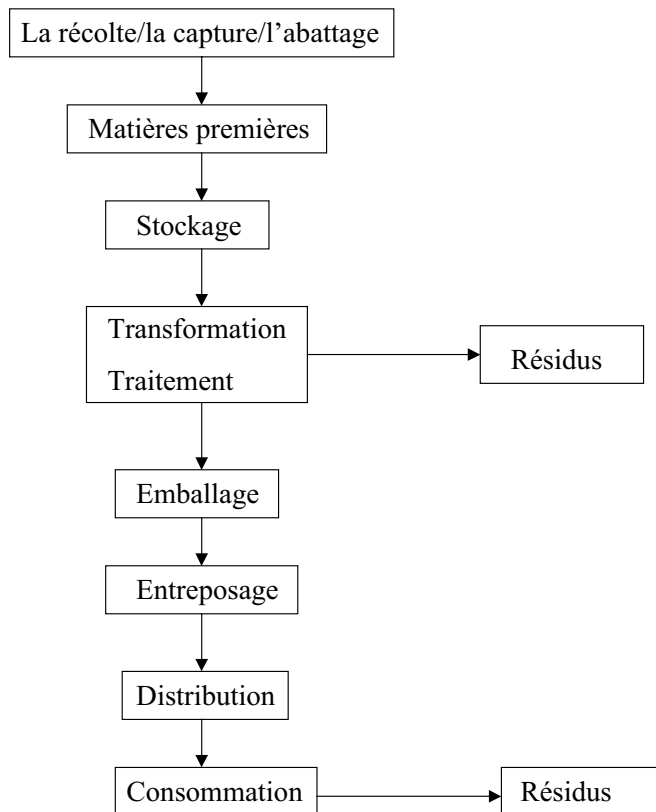 La récolte/la capture/l’abattage
Matières premières
Stockage
Transformation
Traitement
Résidus
Emballage
Entreposage
Distribution
Consommation
Résidus